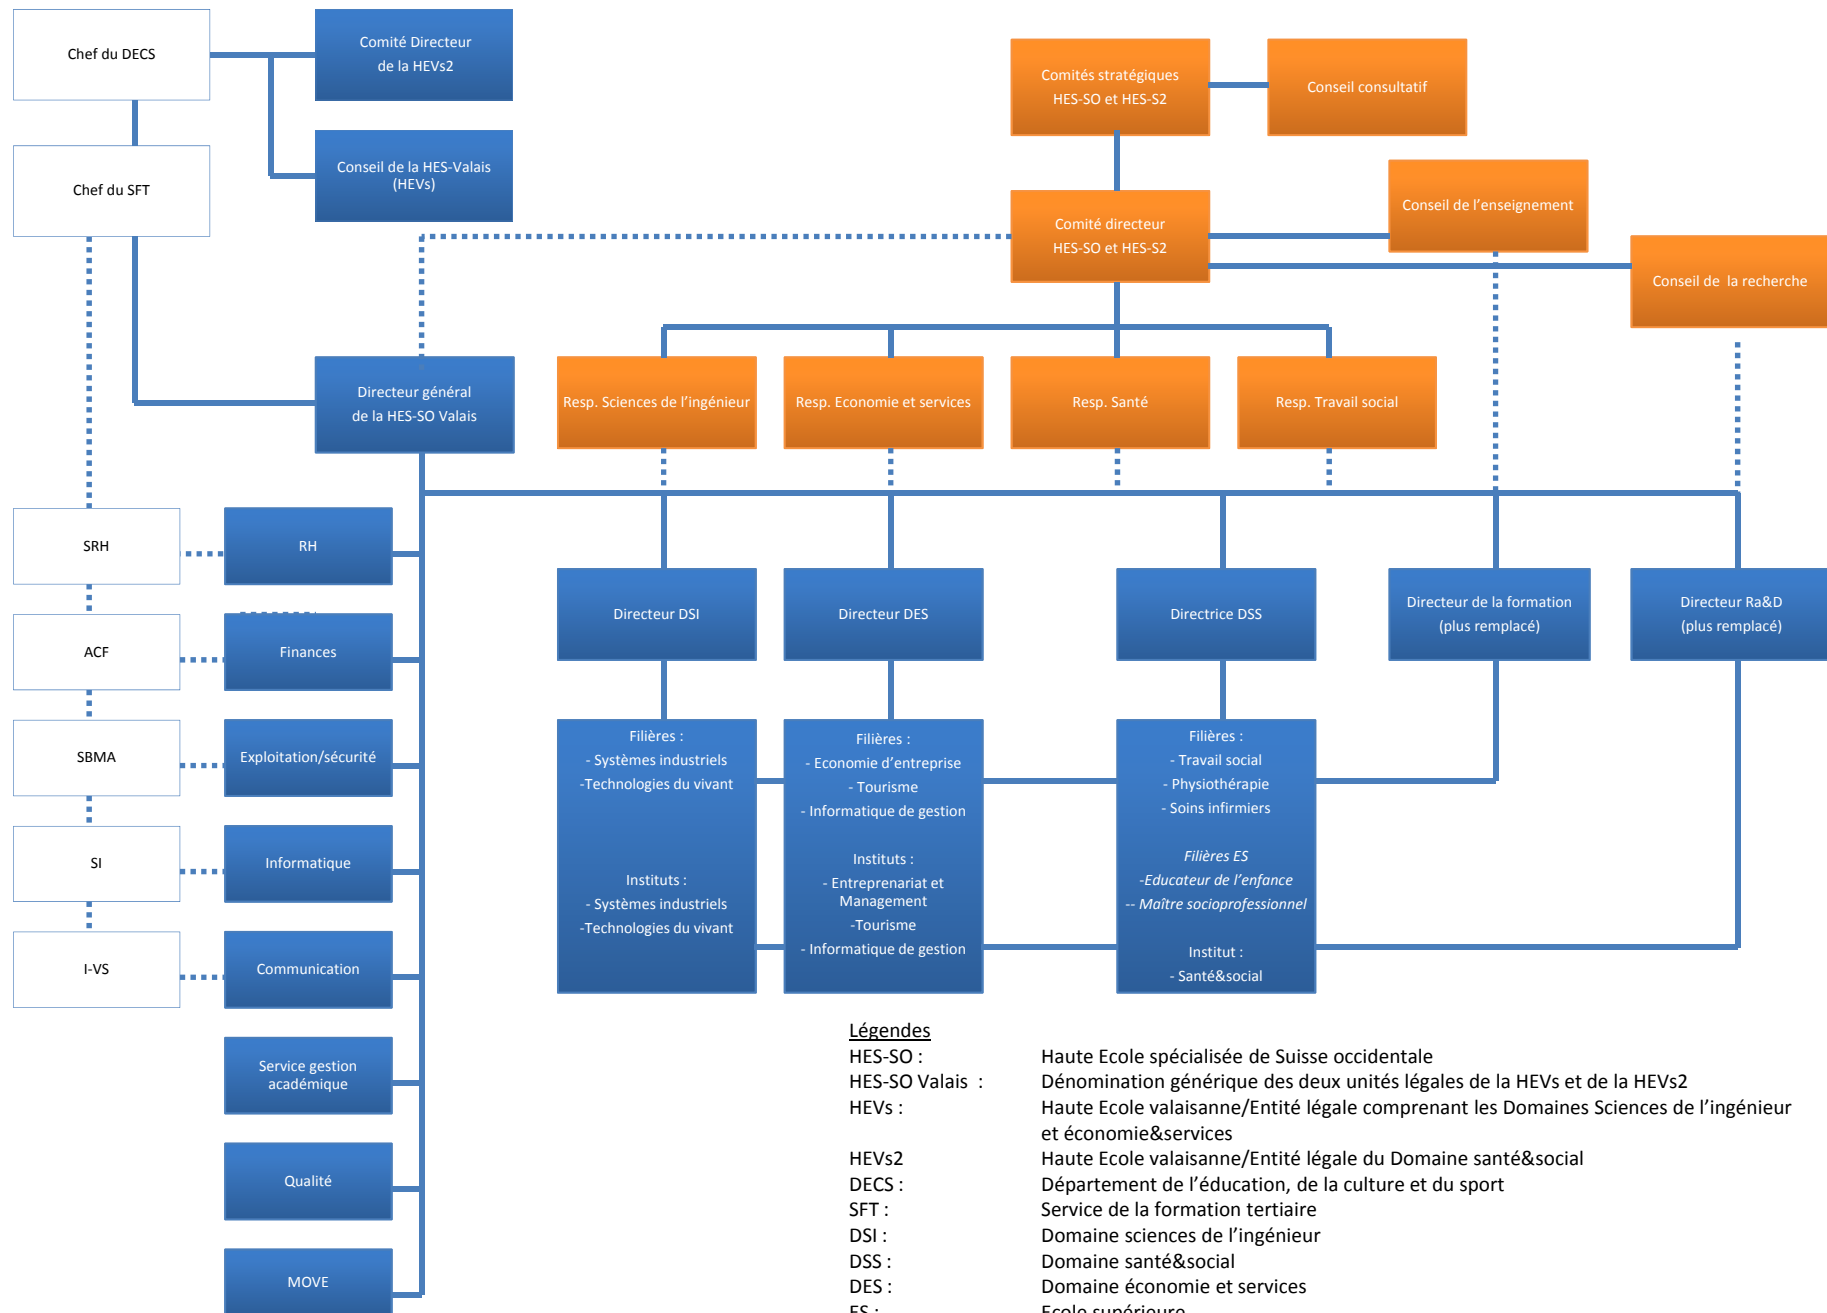 Chef du DECS
Comité Directeur
de la HEVs2
Comités stratégiques
HES-SO et HES-S2
Conseil consultatif
Chef du SFT
Conseil de la HES-Valais
(HEVs)
Comité directeur
HES-SO et HES-S2
Conseil de l’enseignement
Conseil de  la recherche
Directeur général
de la HES-SO Valais
Resp. Sciences de l’ingénieur
Resp. Economie et services
Resp. Santé
Resp. Travail social
SRH
RH
ACF
Finances
SBMA
Exploitation/sécurité
SI
Informatique
I-VS
Communication
Service gestion
académique
Qualité
MOVE
Directeur DSI
Directeur DES
Directrice DSS
Directeur de la formation
(plus remplacé)
Directeur Ra&D
(plus remplacé)
Filières :
- Systèmes industriels
-Technologies du vivant
Instituts :
- Systèmes industriels
-Technologies du vivant
Filières :
- Economie d’entreprise
- Tourisme
- Informatique de gestion
Instituts :
- Entreprenariat et
Management
-Tourisme
- Informatique de gestion
Filières :
- Travail social
- Physiothérapie
- Soins infirmiers
Filières ES
-Educateur de l’enfance
-- Maître socioprofessionnel
Institut :
- Santé&social
Légendes
HES-SO : Haute Ecole spécialisée de Suisse occidentale
HES-SO Valais : Dénomination générique des deux unités légales de la HEVs et de la HEVs2
HEVs : Haute Ecole valaisanne/Entité légale comprenant les Domaines Sciences de l’ingénieur
et économie&services
HEVs2 Haute Ecole valaisanne/Entité légale du Domaine santé&social
DECS : Département de l’éducation, de la culture et du sport
SFT : Service de la formation tertiaire
DSI : Domaine sciences de l’ingénieur
DSS : Domaine santé&social
DES : Domaine économie et services
ES : Ecole supérieure